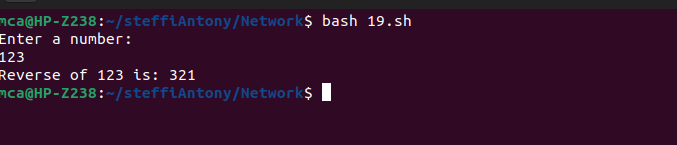 mca@HP-Z238:~/steffiAntony/Network$ bash 19.sh
Enter a number:
123
Reverse of 123 is: 321
mca@HP-Z238:~/steffiAntony/Network$